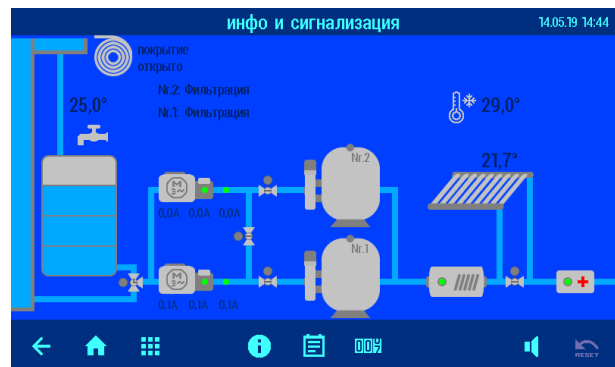 инфо и сигнализация
14.05.19 14:44
покрытие
открыто
Nr.2: Фильтрация
Nr.1: Фильтрация
25,0°
29,0°
21,7°
Nr.2
M
3~
0,0A 0,0A 0,0A
Nr.1
M
3~
0,1A 0,1A 0,1A
RESET